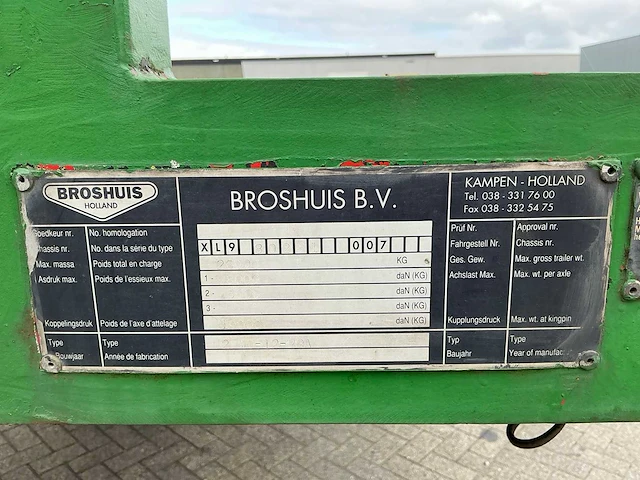 BROSHUIS
HOLLAND
BROSHUIS B.V.
KAMPEN - HOLLAND
Tel. 038 - 331 76 00
Fax 038 - 332 54 75
Goedkeur nr. No. homologation
Chassis nr. No. dans la série du type
Max. massa Poids total en charge
Asdruk max. Poids de l'essieux max.
Koppelingsdruk Poids de l'axe d'attelage
Type Type
Bouwjaar Année de fabrication
XL9 007
KG
1- daN (KG)
2- daN (KG)
3- daN (KG)
daN (KG)
Prüf Nr. Approval nr.
Fahrgestell Nr. Chassis nr.
Ges. Gew. Max. gross trailer wt.
Achslast Max. Max. wt. per axle
Kupplungsdruck Max. wt. at kingpin
Typ Type
Baujahr Year of manufac.